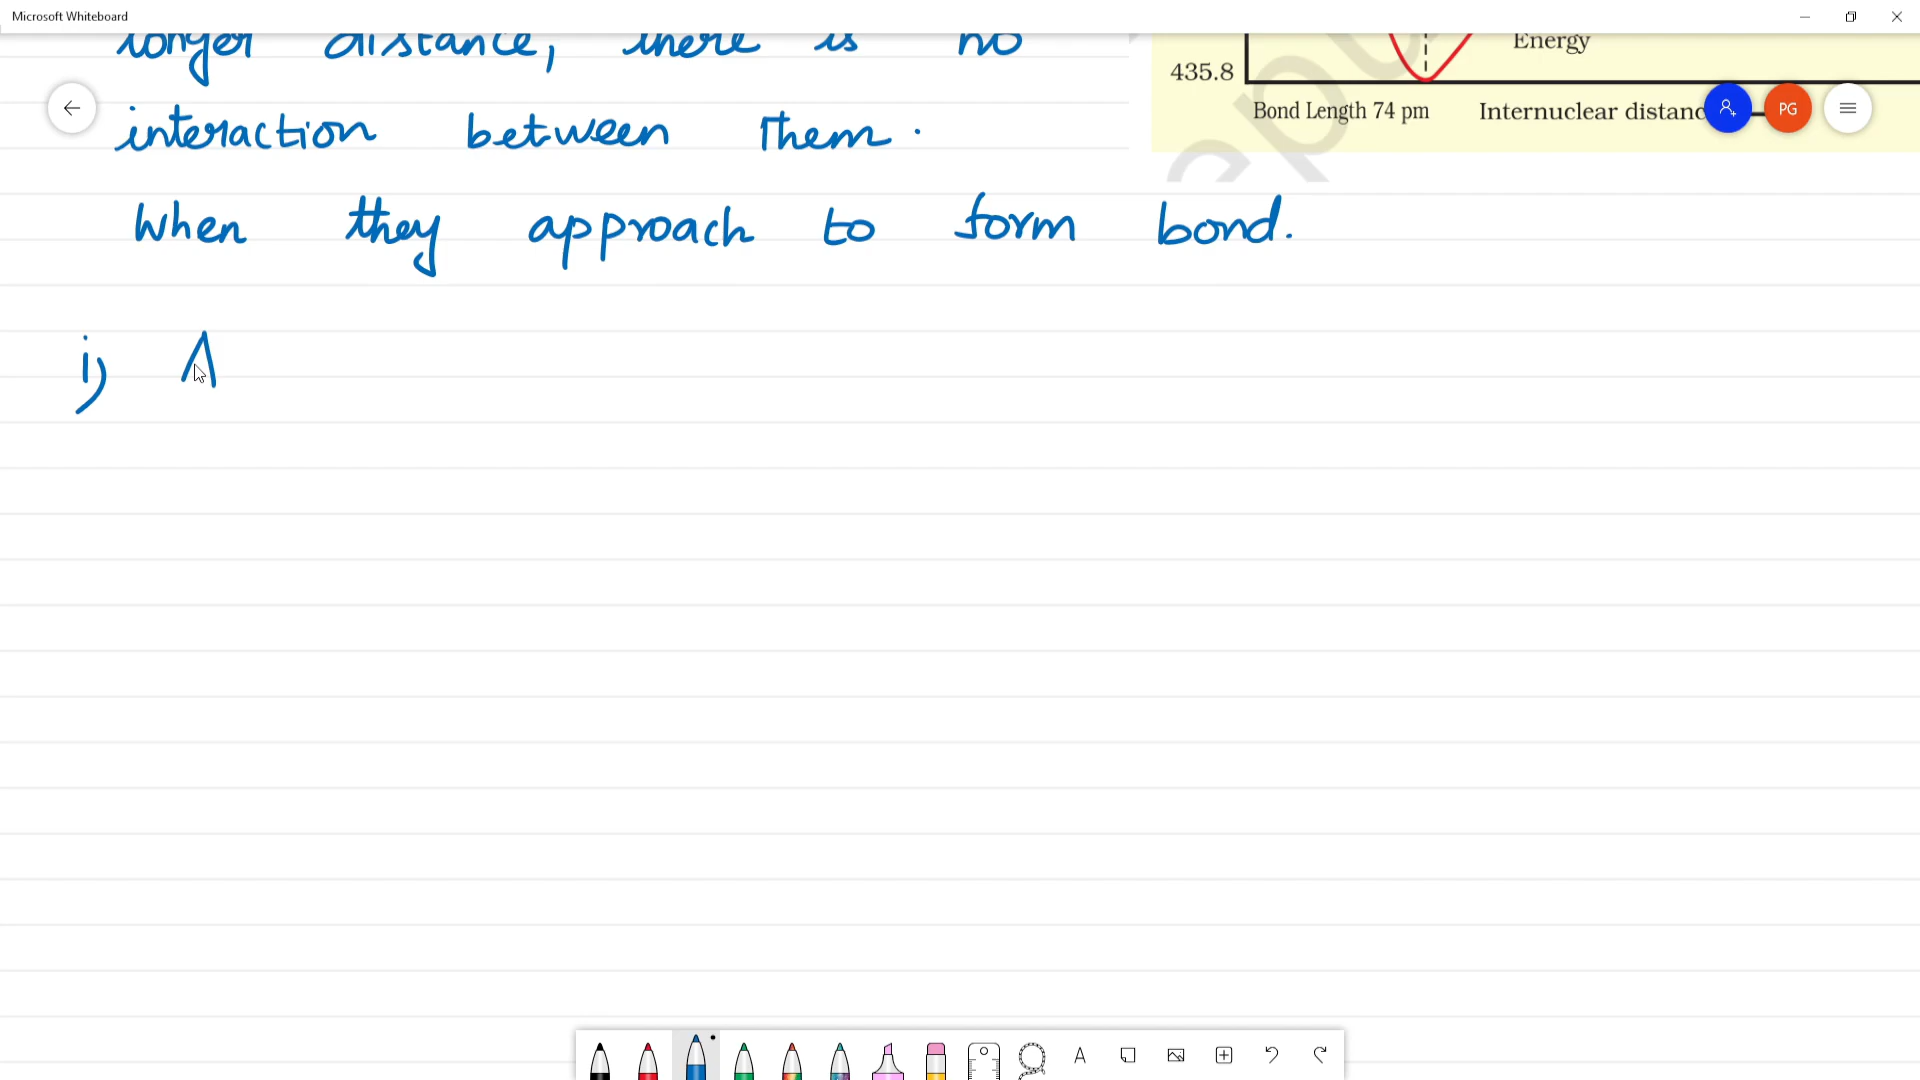 Microsoft Whiteboard
longer distance, there is no
interaction between them.
When they approach to form bond.
i) A
Energy
435.8
Bond Length 74 pm
Internuclear distanc
PG
A